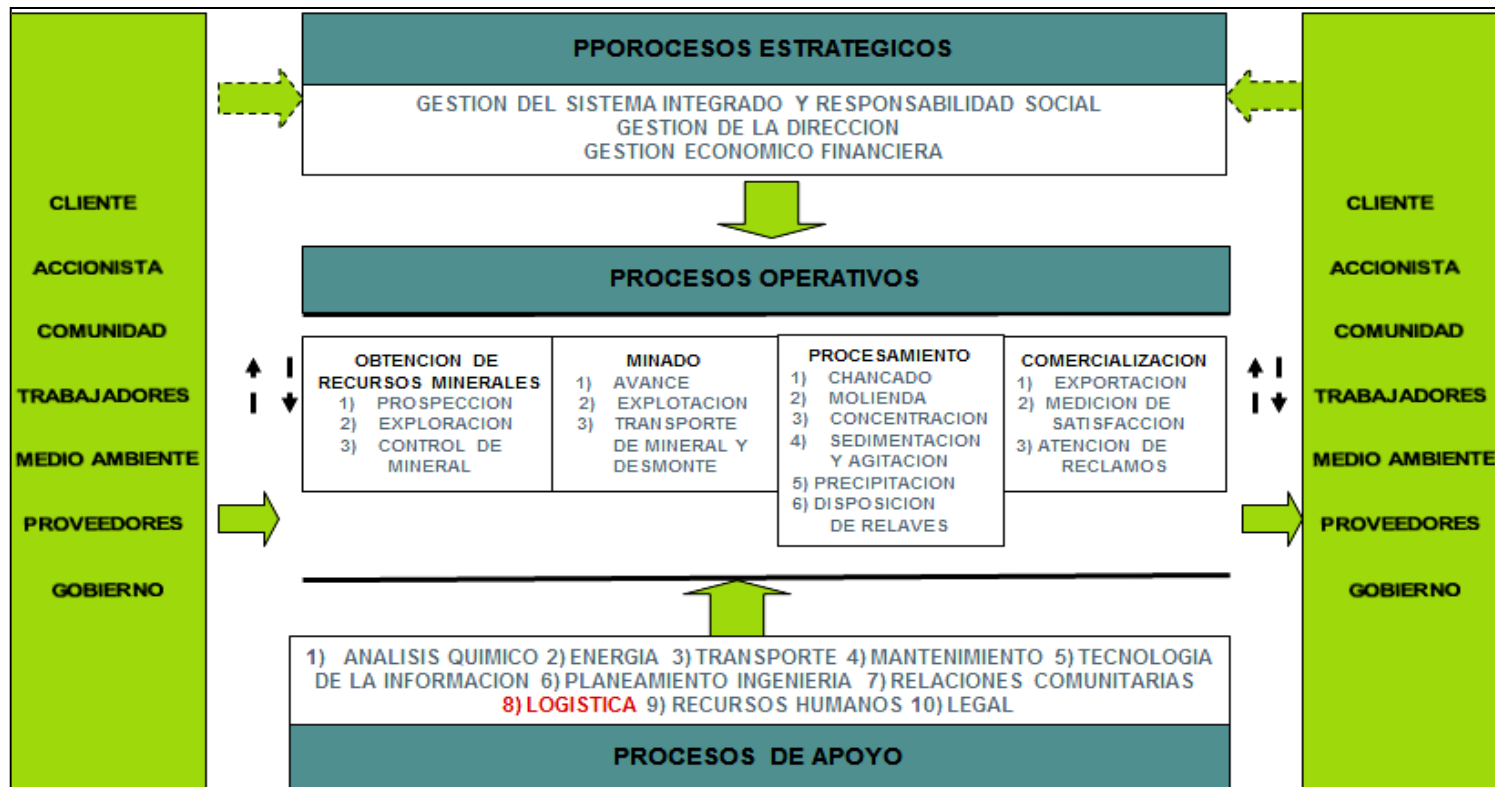 PPOROCESOS ESTRATEGICOS
GESTION DEL SISTEMA INTEGRADO Y RESPONSABILIDAD SOCIAL
GESTION DE LA DIRECCION
GESTION ECONOMICO FINANCIERA
CLIENTE
ACCIONISTA
COMUNIDAD
TRABAJADORES
MEDIO AMBIENTE
PROVEEDORES
GOBIERNO
PROCESOS OPERATIVOS
OBTENCION DE
RECURSOS MINERALES
1) PROSPECCION
2) EXPLORACION
3) CONTROL DE
MINERAL
MINADO
1) AVANCE
2) EXPLOTACION
3) TRANSPORTE
DE MINERAL Y
DESMONTE
PROCESAMIENTO
1) CHANCADO
2) MOLIENDA
3) CONCENTRACION
4) SEDIMENTACION
Y AGITACION
5) PRECIPITACION
6) DISPOSICION
DE RELAVES
COMERCIALIZACION
1) EXPORTACION
2) MEDICION DE
SATISFACCION
3) ATENCION DE
RECLAMOS
1) ANALISIS QUIMICO 2) ENERGIA 3) TRANSPORTE 4) MANTENIMIENTO 5) TECNOLOGIA
DE LA INFORMACION 6) PLANEAMIENTO INGENIERIA 7) RELACIONES COMUNITARIAS
8) LOGISTICA 9) RECURSOS HUMANOS 10) LEGAL
PROCESOS DE APOYO
CLIENTE
ACCIONISTA
COMUNIDAD
TRABAJADORES
MEDIO AMBIENTE
PROVEEDORES
GOBIERNO